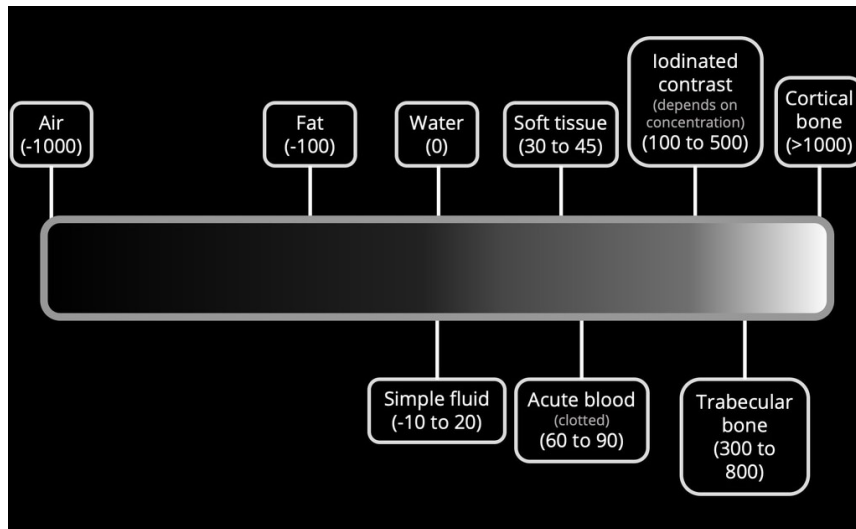 Air
(-1000)
Fat
(-100)
Water
(0)
Soft tissue
(30 to 45)
Iodinated
contrast
(depends on
concentration)
(100 to 500)
Cortical
bone
(>1000)
Simple fluid
(-10 to 20)
Acute blood
(clotted)
(60 to 90)
Trabecular
bone
(300 to
800)